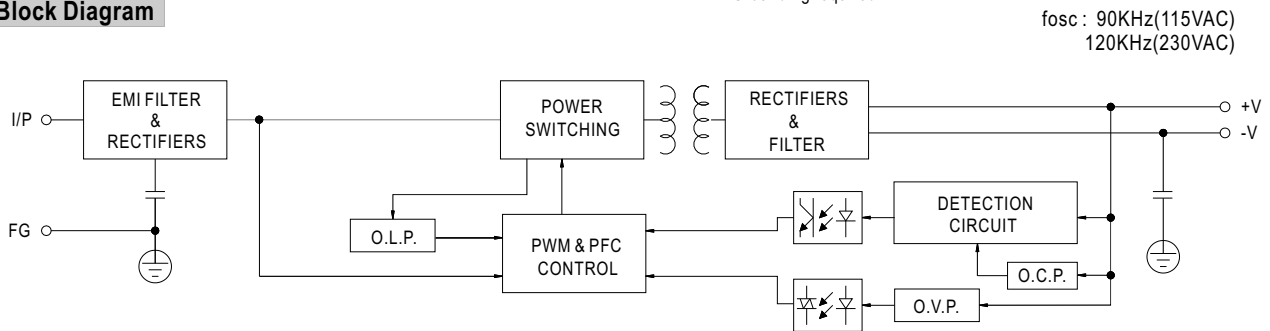 Block Diagram
fosc : 90KHz(115VAC)
120KHz(230VAC)
I/P
EMI FILTER
&
RECTIFIERS
POWER
SWITCHING
RECTIFIERS
&
FILTER
+V
-V
FG
O.L.P.
PWM & PFC
CONTROL
DETECTION
CIRCUIT
O.C.P.
O.V.P.